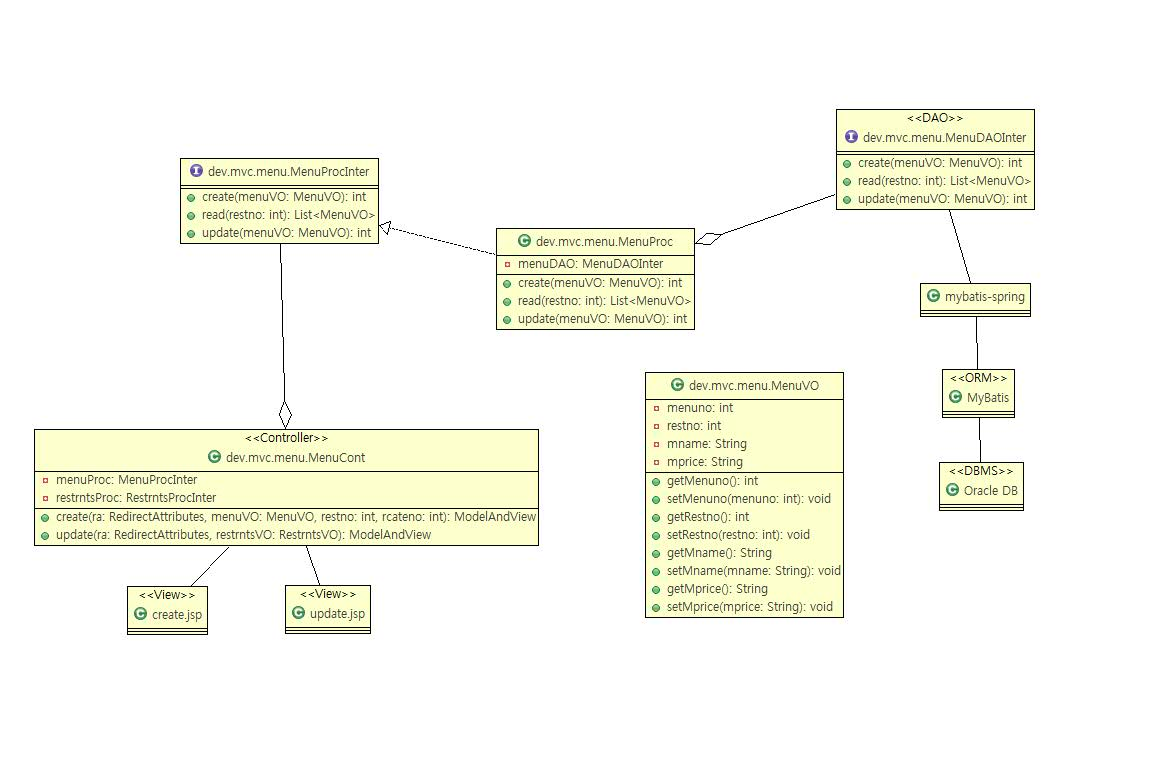 <<DAO>>
dev.mvc.menu.MenuDAOInter
create(menuVO: MenuVO): int
read(restno: int): List<MenuVO>
update(menuVO: MenuVO): int
dev.mvc.menu.MenuProcInter
create(menuVO: MenuVO): int
read(restno: int): List<MenuVO>
update(menuVO: MenuVO): int
dev.mvc.menu.MenuProc
menuDAO: MenuDAOInter
create(menuVO: MenuVO): int
read(restno: int): List<MenuVO>
update(menuVO: MenuVO): int
mybatis-spring
<<ORM>>
MyBatis
<<DBMS>>
Oracle DB
dev.mvc.menu.MenuVO
menuno: int
restno: int
mname: String
mprice: String
getMenuno(): int
setMenuno(menuno: int): void
getRestno(): int
setRestno(restno: int): void
getMname(): String
setMname(mname: String): void
getMprice(): String
setMprice(mprice: String): void
<<Controller>>
dev.mvc.menu.MenuCont
menuProc: MenuProcInter
restrntsProc: RestrntsProcInter
create(ra: RedirectAttributes, menuVO: MenuVO, restno: int, rcateno: int): ModelAndView
update(ra: RedirectAttributes, restrntsVO: RestrntsVO): ModelAndView
<<View>>
create.jsp
<<View>>
update.jsp